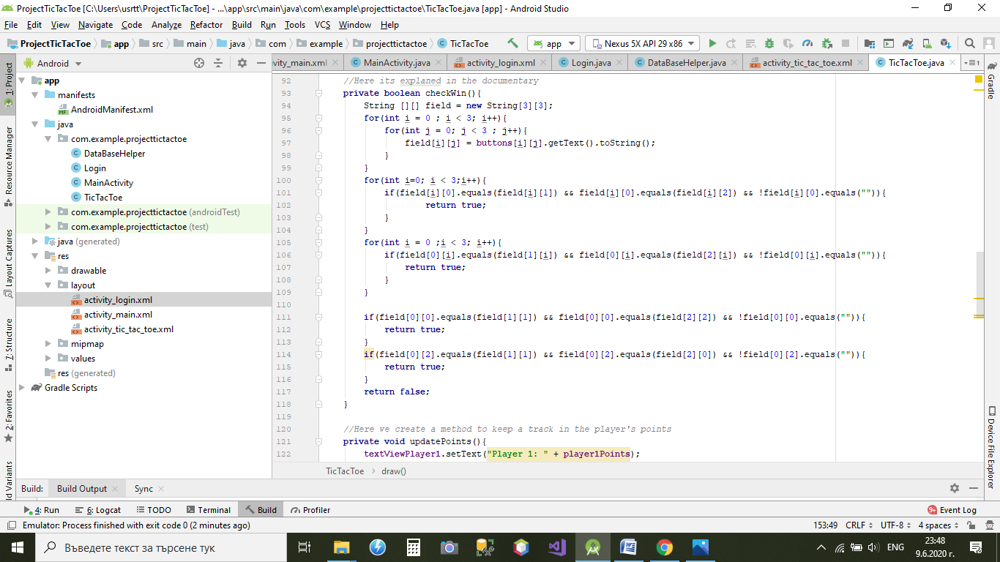 ProjectTicTacToe [C:\Users\usrtt\ProjectTicTacToe] - ...\app\src\main\java\com\example\projecttictactoe\TicTacToe.java [app] - Android Studio
File Edit View Navigate Code Analyze Refactor Build Run Tools VCS Window Help
ProjectTicTacToe app src main java com example projecttictactoe TicTacToe app Nexus 5X API 29 x86
Android
vity_main.xml MainActivity.java activity_login.xml Login.java DataBaseHelper.java activity_tic_tac_toe.xml TicTacToe.java
1: Project
Resource Manager
Layout Captures
7: Structure
2: Favorites
ld Variants
app
manifests
AndroidManifest.xml
java
com.example.projecttictactoe
DataBaseHelper
Login
MainActivity
TicTacToe
com.example.projecttictactoe (androidTest)
com.example.projecttictactoe (test)
java (generated)
res
drawable
layout
activity_login.xml
activity_main.xml
activity_tic_tac_toe.xml
mipmap
values
res (generated)
Gradle Scripts
92 //Here its explaned in the documentary
93 private boolean checkWin(){
94 String [][] field = new String[3][3];
95 for(int i = 0 ; i < 3; i++){
96 for(int j = 0; j < 3 ; j++){
97 field[i][j] = buttons[i][j].getText().toString();
98 }
99 }
100 for(int i=0; i < 3;i++){
101 if(field[i][0].equals(field[i][1]) && field[i][0].equals(field[i][2]) && !field[i][0].equals("")){
102 return true;
103 }
104 }
105 for(int i = 0 ;i < 3; i++){
106 if(field[0][i].equals(field[1][i]) && field[0][i].equals(field[2][i]) && !field[0][i].equals("")){
107 return true;
108 }
109 }
110
111 if(field[0][0].equals(field[1][1]) && field[0][0].equals(field[2][2]) && !field[0][0].equals("")){
112 return true;
113 }
114 if(field[0][2].equals(field[1][1]) && field[0][2].equals(field[2][0]) && !field[0][2].equals("")){
115 return true;
116 }
117 return false;
118 }
119
120 //Here we create a method to keep a track in the player's points
121 private void updatePoints(){
122 textViewPlayer1.setText("Player 1: " + player1Points);
TicTacToe draw()
Gradle
Device File Explorer
Build: Build Output Sync
4: Run 6: Logcat TODO Terminal Build Profiler 9+ Event Log
Emulator: Process finished with exit code 0 (2 minutes ago) 153:49 CRLF UTF-8 4 spaces
Въведете текст за търсене тук
ENG
23:48
9.6.2020 г.